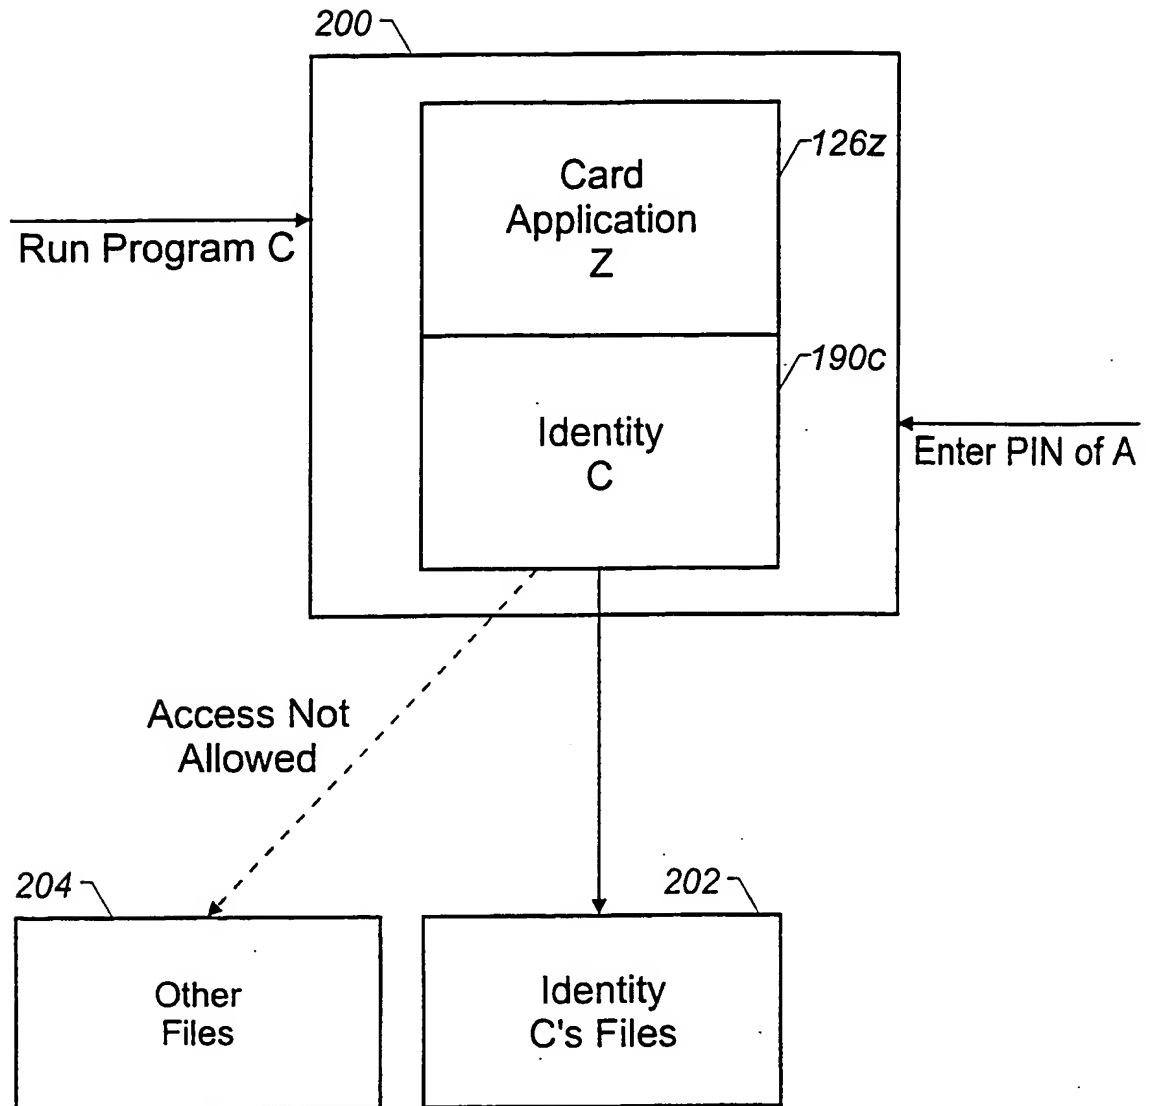 200
Card
Application
Z
126z
Run Program C
190c
Identity
C
Enter PIN of A
Access Not
Allowed
204
202
Other
Files
Identity
C's Files